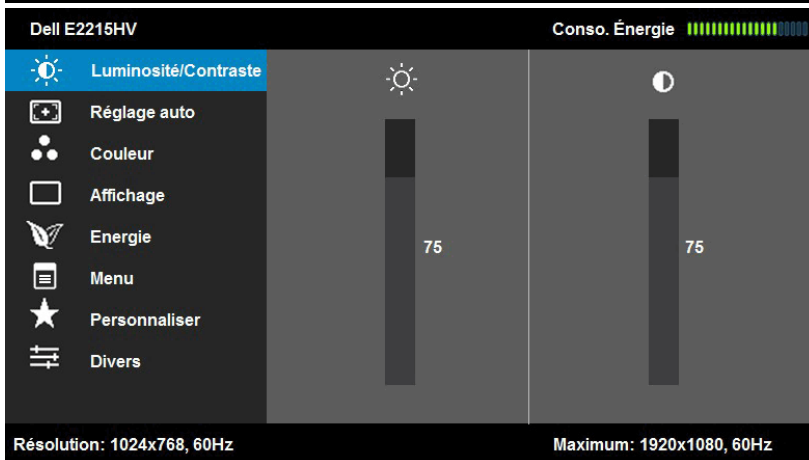 Dell E2215HV
Conso. Énergie
Luminosité/Contraste
Réglage auto
Couleur
Affichage
Energie
Menu
Personnaliser
Divers
75
75
Résolution: 1024x768, 60Hz
Maximum: 1920x1080, 60Hz